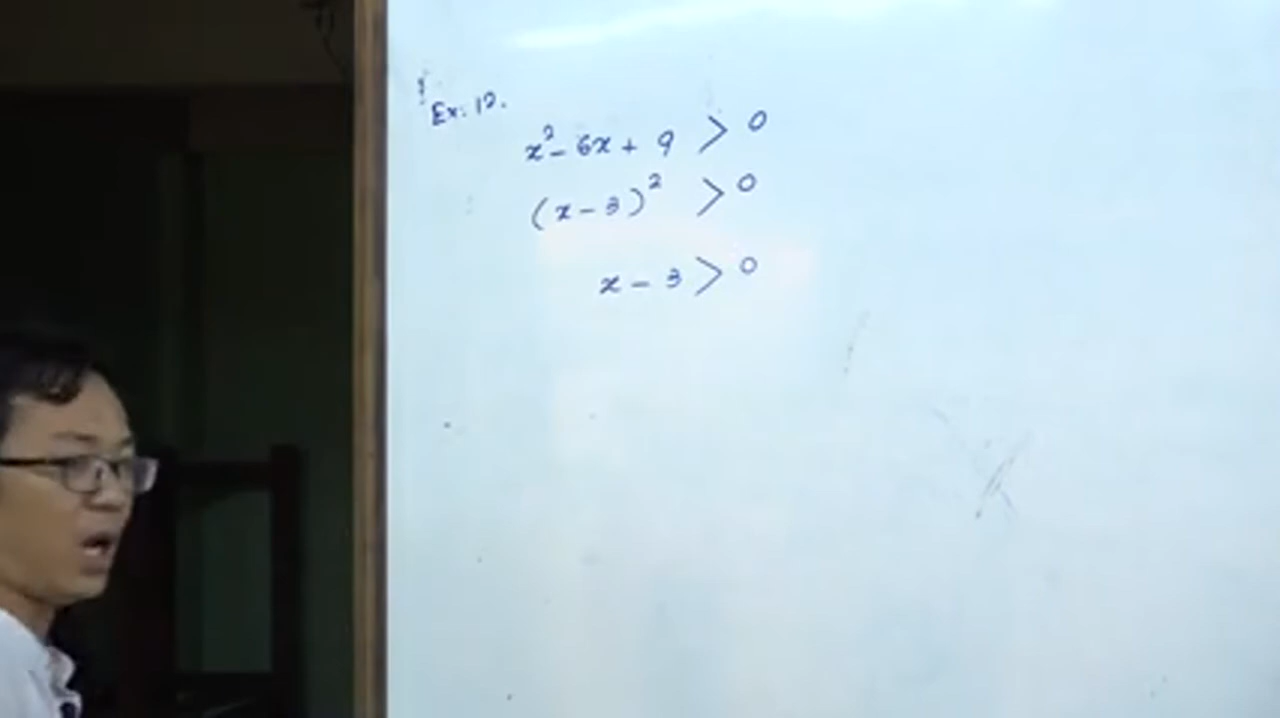 Ex. 12.
x² - 6x + 9 > 0
(x - 3)² > 0
x - 3 > 0